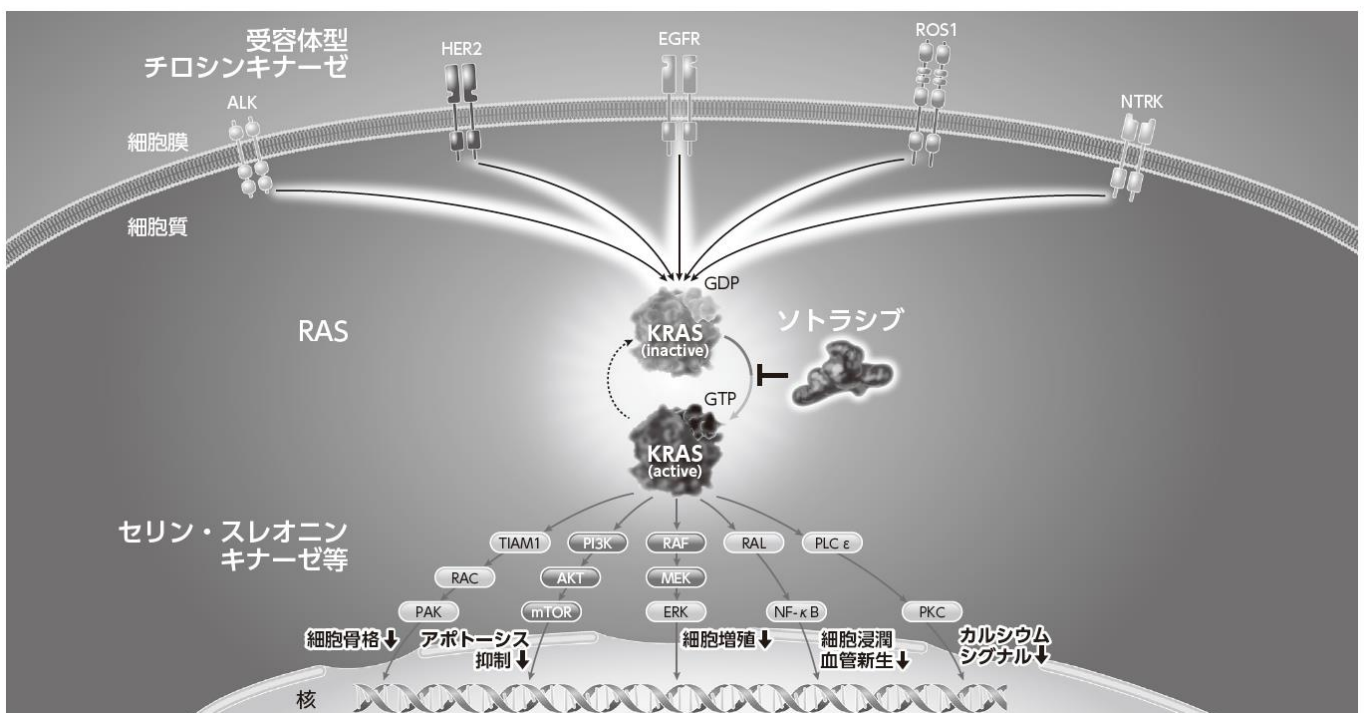 受容体型
チロシンキナーゼ
ALK
HER2
EGFR
ROS1
NTRK
細胞膜
細胞質
RAS
GDP
KRAS
(inactive)
ソトラシブ
GTP
KRAS
(active)
セリン・スレオニン
キナーゼ等
TIAM1
PI3K
RAF
RAL
PLC ε
RAC
AKT
MEK
PAK
mTOR
ERK
NF-κB
PKC
細胞骨格⬇
アポトーシス
抑制⬇
細胞増殖⬇
細胞浸潤
血管新生⬇
カルシウム
シグナル⬇
核